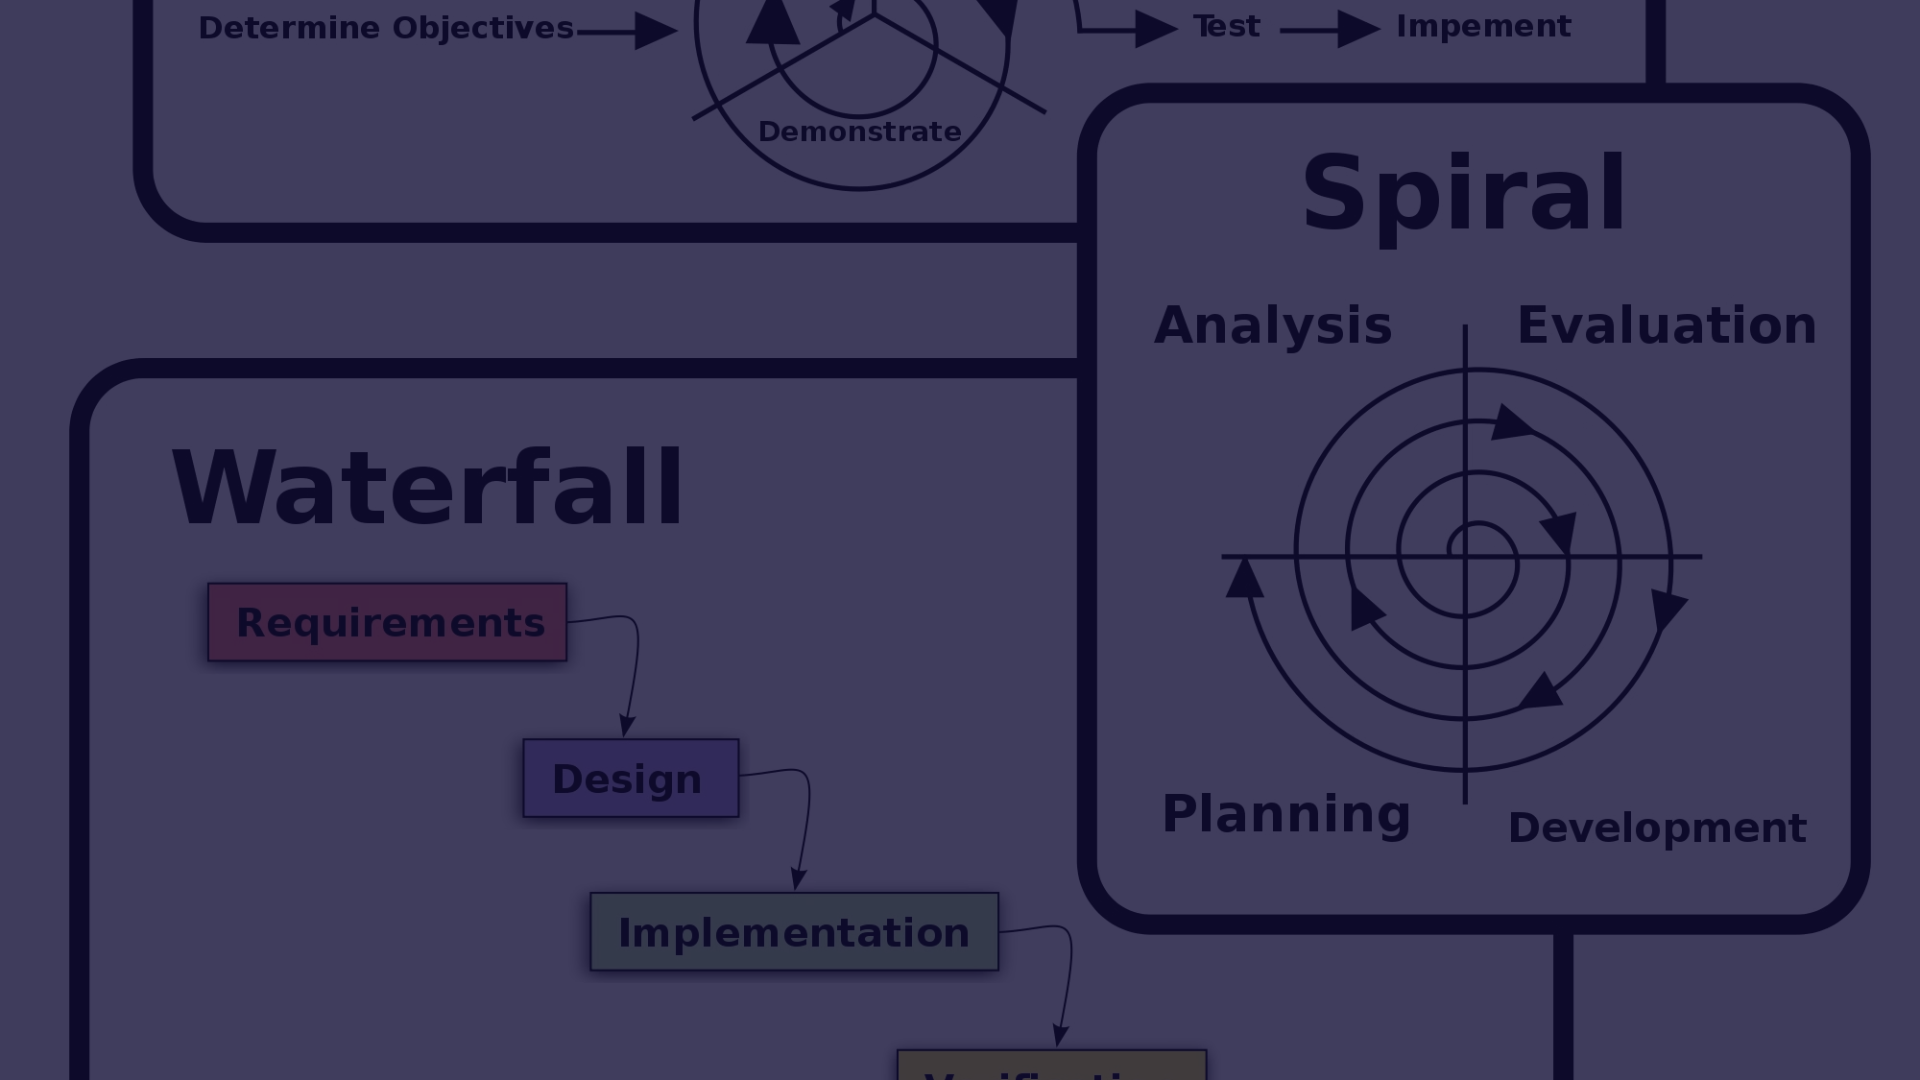 Determine Objectives
Test
Impement
Demonstrate
Spiral
Analysis
Evaluation
Planning
Development
Waterfall
Requirements
Design
Implementation